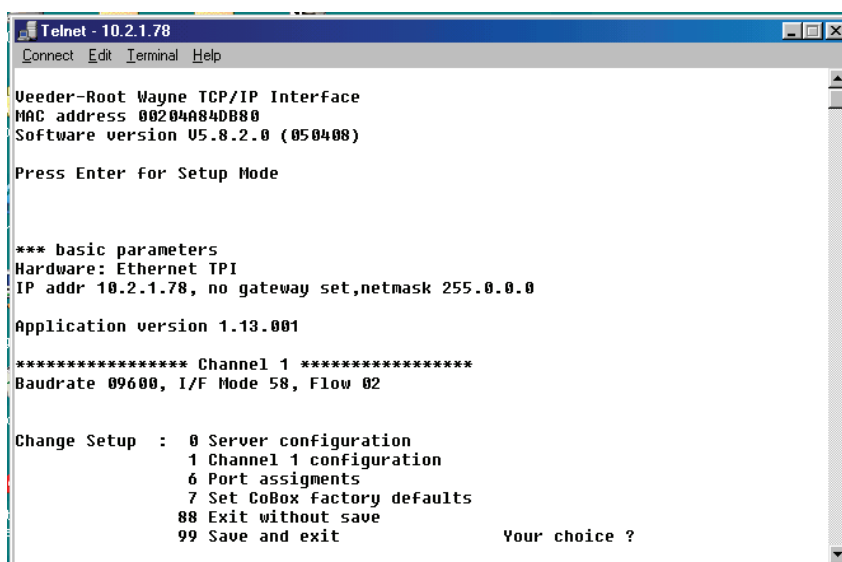 Telnet - 10.2.1.78
Connect Edit Terminal Help
Veeder-Root Wayne TCP/IP Interface
MAC address 00204A84DB80
Software version V5.8.2.0 (050408)
Press Enter for Setup Mode
*** basic parameters
Hardware: Ethernet TPI
IP addr 10.2.1.78, no gateway set,netmask 255.0.0.0
Application version 1.13.001
***************** Channel 1 *****************
Baudrate 09600, I/F Mode 58, Flow 02
Change Setup : 0 Server configuration
1 Channel 1 configuration
6 Port assigments
7 Set CoBox factory defaults
88 Exit without save
99 Save and exit Your choice ?